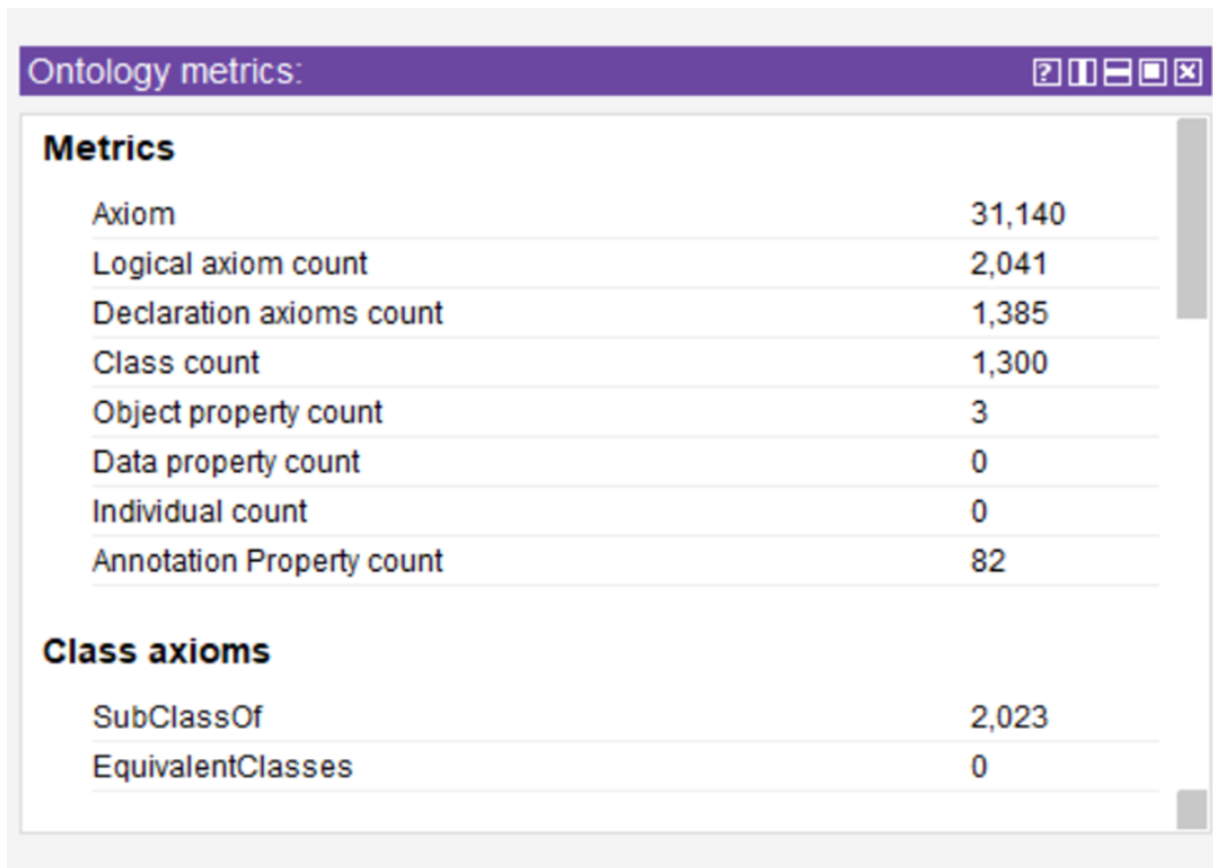 Ontology metrics:
Metrics
Axiom 31,140
Logical axiom count 2,041
Declaration axioms count 1,385
Class count 1,300
Object property count 3
Data property count 0
Individual count 0
Annotation Property count 82
Class axioms
SubClassOf 2,023
EquivalentClasses 0